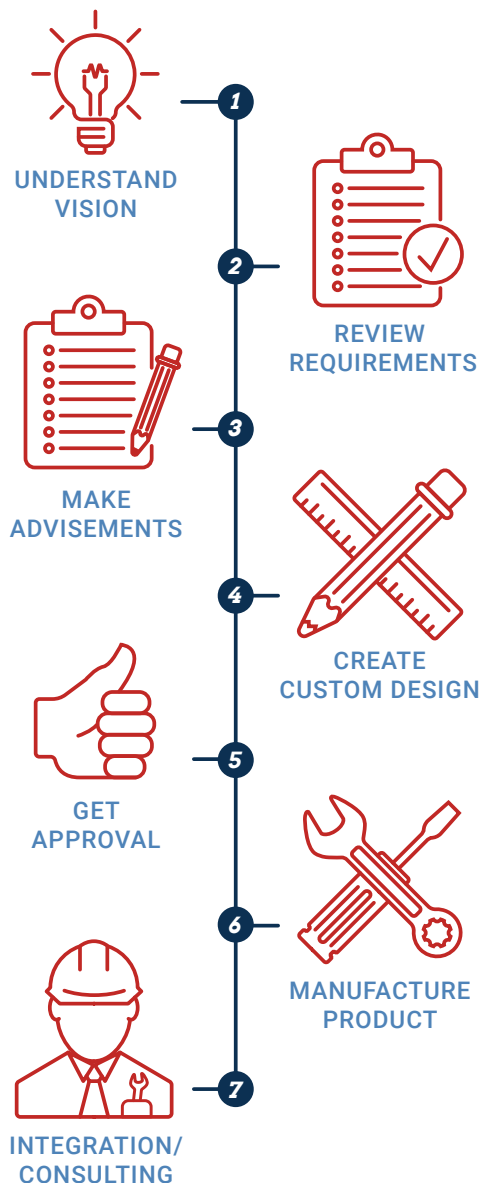 1
UNDERSTAND
VISION
2
REVIEW
REQUIREMENTS
3
MAKE
ADVISEMENTS
4
CREATE
CUSTOM DESIGN
5
GET
APPROVAL
6
MANUFACTURE
PRODUCT
7
INTEGRATION/
CONSULTING